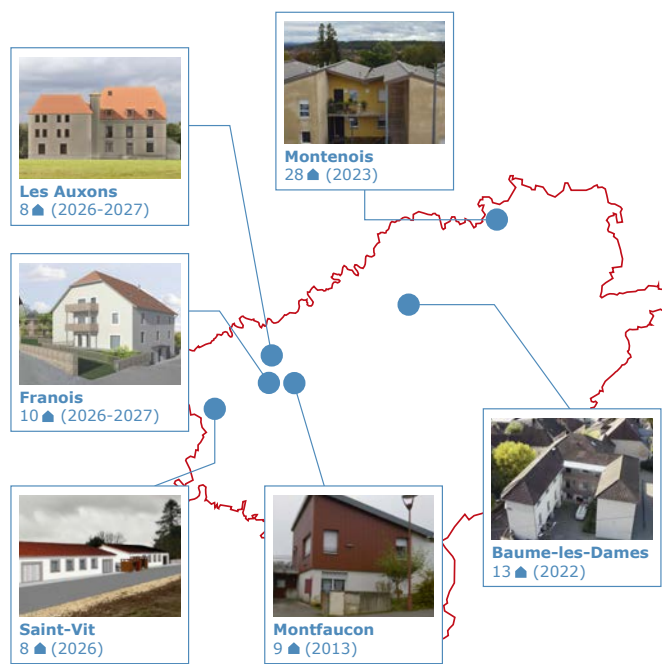 Montenois
28 (2023)
Les Auxons
8 (2026-2027)
Franois
10 (2026-2027)
Baume-les-Dames
13 (2022)
Saint-Vit
8 (2026)
Montfaucon
9 (2013)